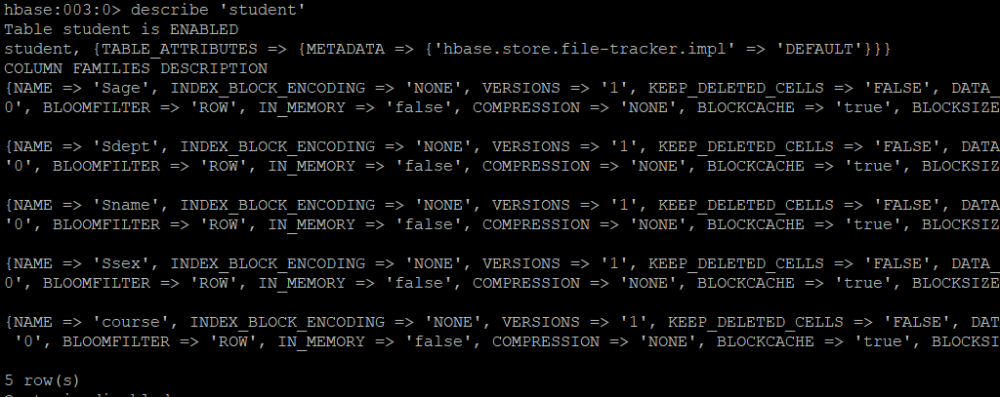 hbase:003:0> describe 'student'
Table student is ENABLED
student, {TABLE_ATTRIBUTES => {METADATA => {'hbase.store.file-tracker.impl' => 'DEFAULT'}}}
COLUMN FAMILIES DESCRIPTION
{NAME => 'Sage', INDEX_BLOCK_ENCODING => 'NONE', VERSIONS => '1', KEEP_DELETED_CELLS => 'FALSE', DATA_
0', BLOOMFILTER => 'ROW', IN_MEMORY => 'false', COMPRESSION => 'NONE', BLOCKCACHE => 'true', BLOCKSIZE
{NAME => 'Sdept', INDEX_BLOCK_ENCODING => 'NONE', VERSIONS => '1', KEEP_DELETED_CELLS => 'FALSE', DATA
'0', BLOOMFILTER => 'ROW', IN_MEMORY => 'false', COMPRESSION => 'NONE', BLOCKCACHE => 'true', BLOCKSIZ
{NAME => 'Sname', INDEX_BLOCK_ENCODING => 'NONE', VERSIONS => '1', KEEP_DELETED_CELLS => 'FALSE', DATA
'0', BLOOMFILTER => 'ROW', IN_MEMORY => 'false', COMPRESSION => 'NONE', BLOCKCACHE => 'true', BLOCKSIZ
{NAME => 'Ssex', INDEX_BLOCK_ENCODING => 'NONE', VERSIONS => '1', KEEP_DELETED_CELLS => 'FALSE', DATA_
0', BLOOMFILTER => 'ROW', IN_MEMORY => 'false', COMPRESSION => 'NONE', BLOCKCACHE => 'true', BLOCKSIZE
{NAME => 'course', INDEX_BLOCK_ENCODING => 'NONE', VERSIONS => '1', KEEP_DELETED_CELLS => 'FALSE', DAT
'0', BLOOMFILTER => 'ROW', IN_MEMORY => 'false', COMPRESSION => 'NONE', BLOCKCACHE => 'true', BLOCKSI
5 row(s)